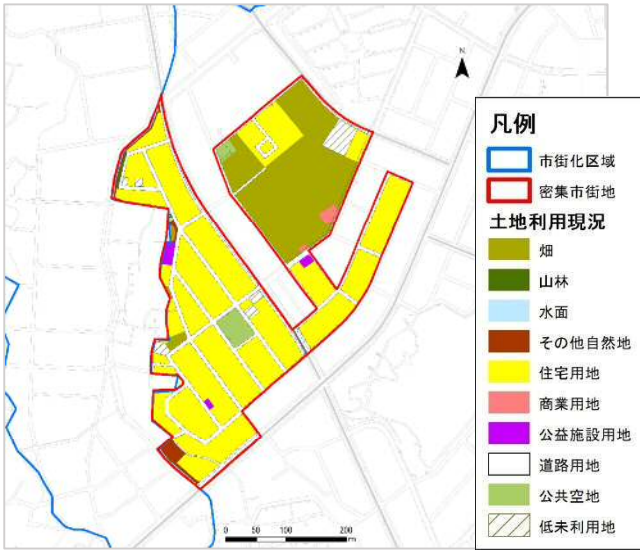 N
凡例
市街化区域
密集市街地
土地利用現況
畑
山林
水面
その他自然地
住宅用地
商業用地
公益施設用地
道路用地
公共空地
低未利用地
0 50 100 200
m